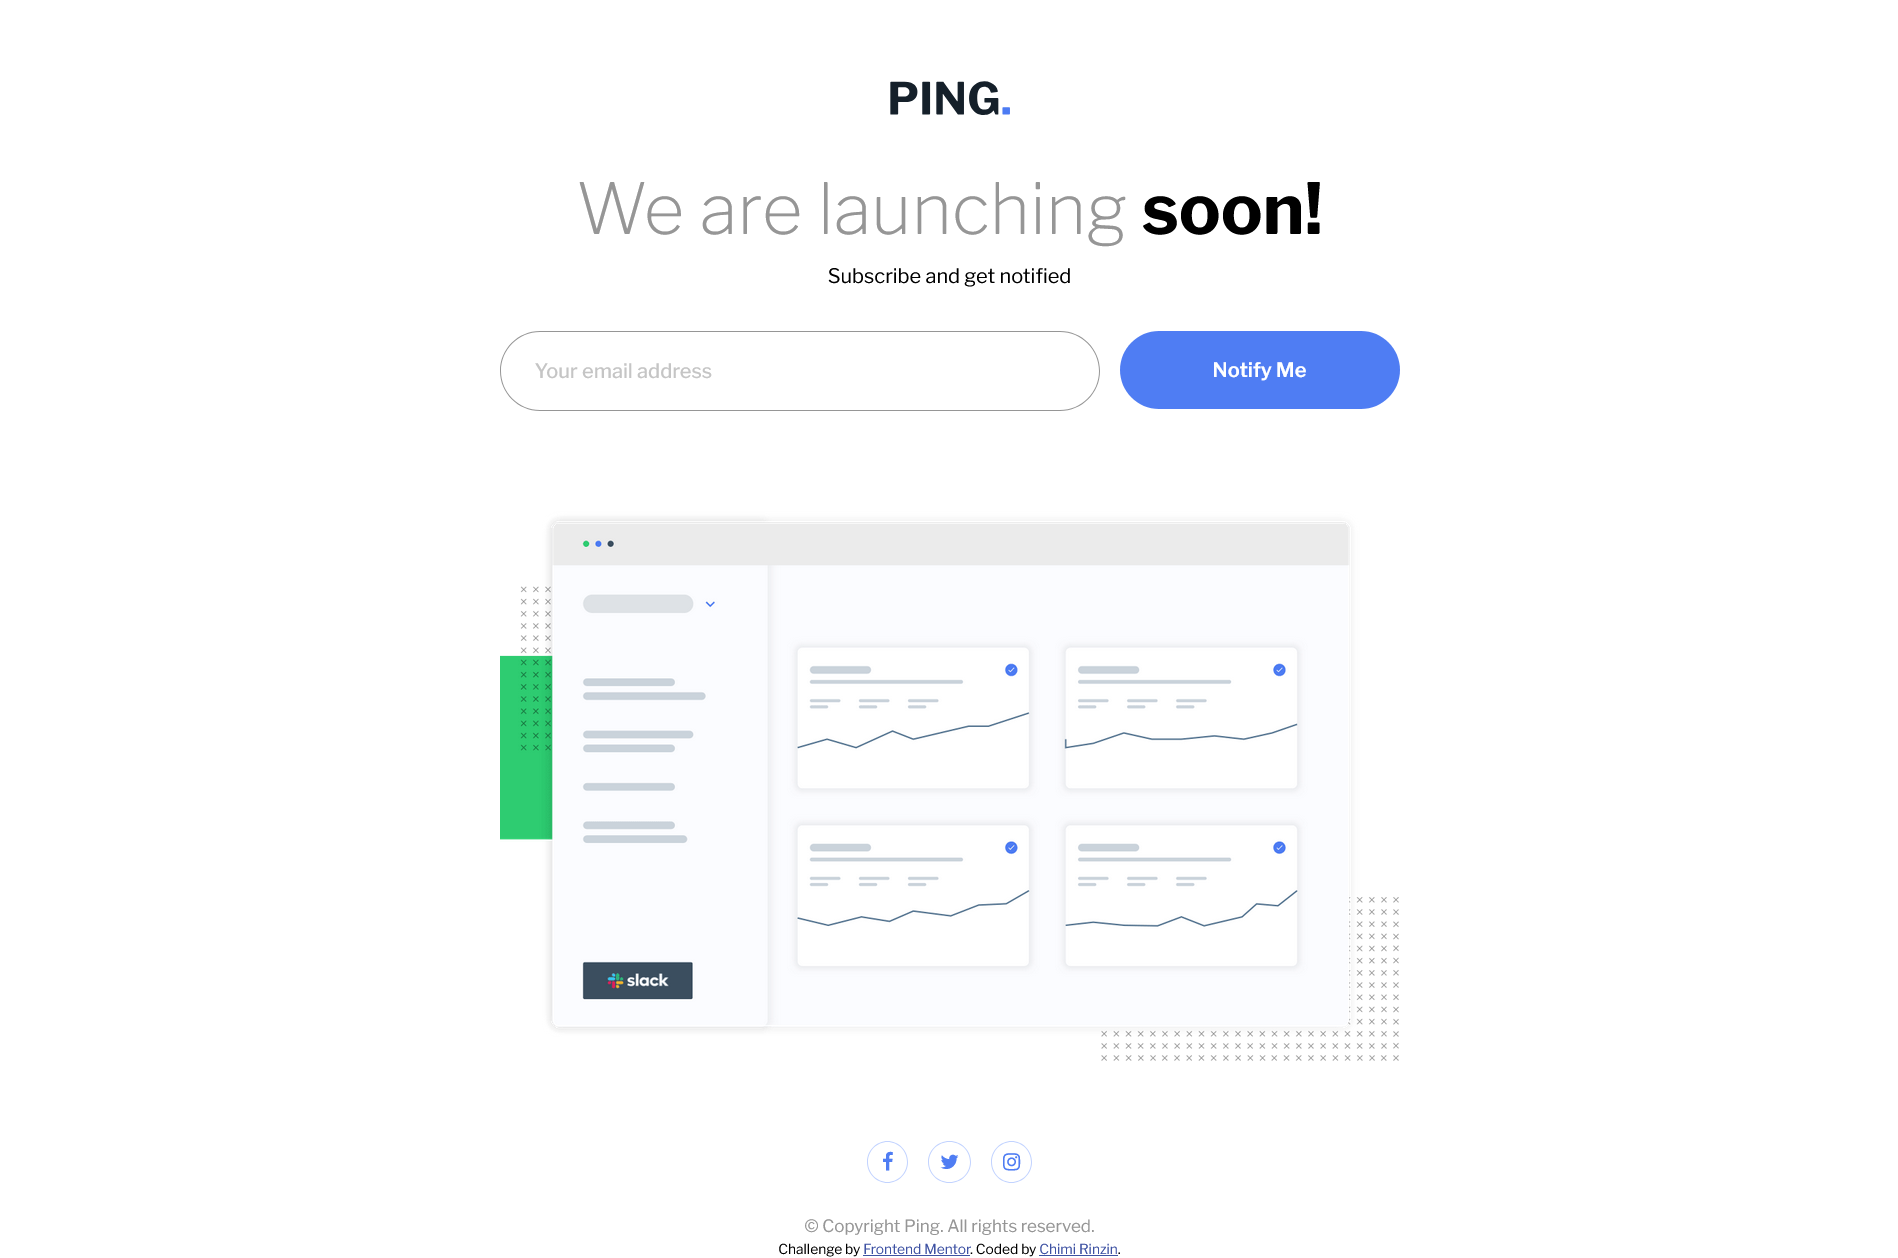 PING.
We are launching soon!
Subscribe and get notified
Your email address
Notify Me
slack
© Copyright Ping. All rights reserved.
Challenge by Frontend Mentor. Coded by Chimi Rinzin.